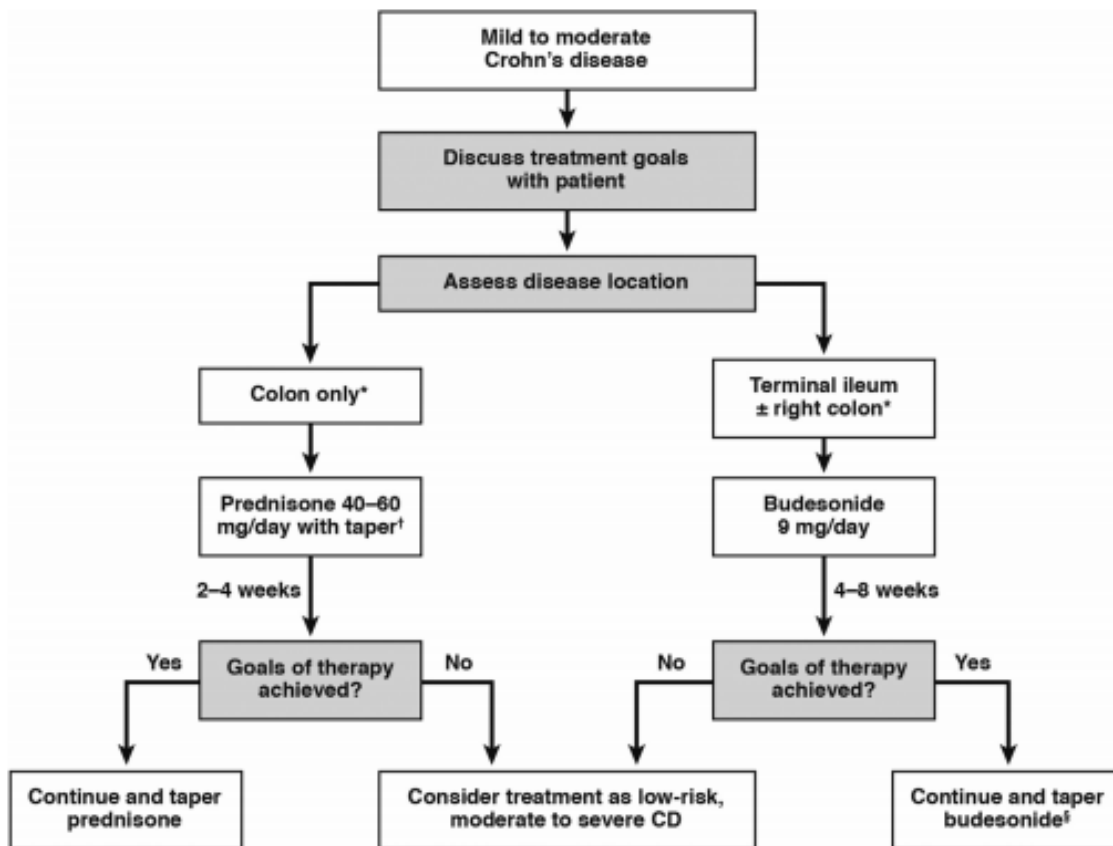 Mild to moderate
Crohn's disease
Discuss treatment goals
with patient
Assess disease location
Colon only*
Terminal ileum
± right colon*
Prednisone 40–60
mg/day with taper†
Budesonide
9 mg/day
2–4 weeks
4–8 weeks
Yes
Goals of therapy
achieved?
No
No
Goals of therapy
achieved?
Yes
Continue and taper
prednisone
Consider treatment as low-risk,
moderate to severe CD
Continue and taper
budesonide§